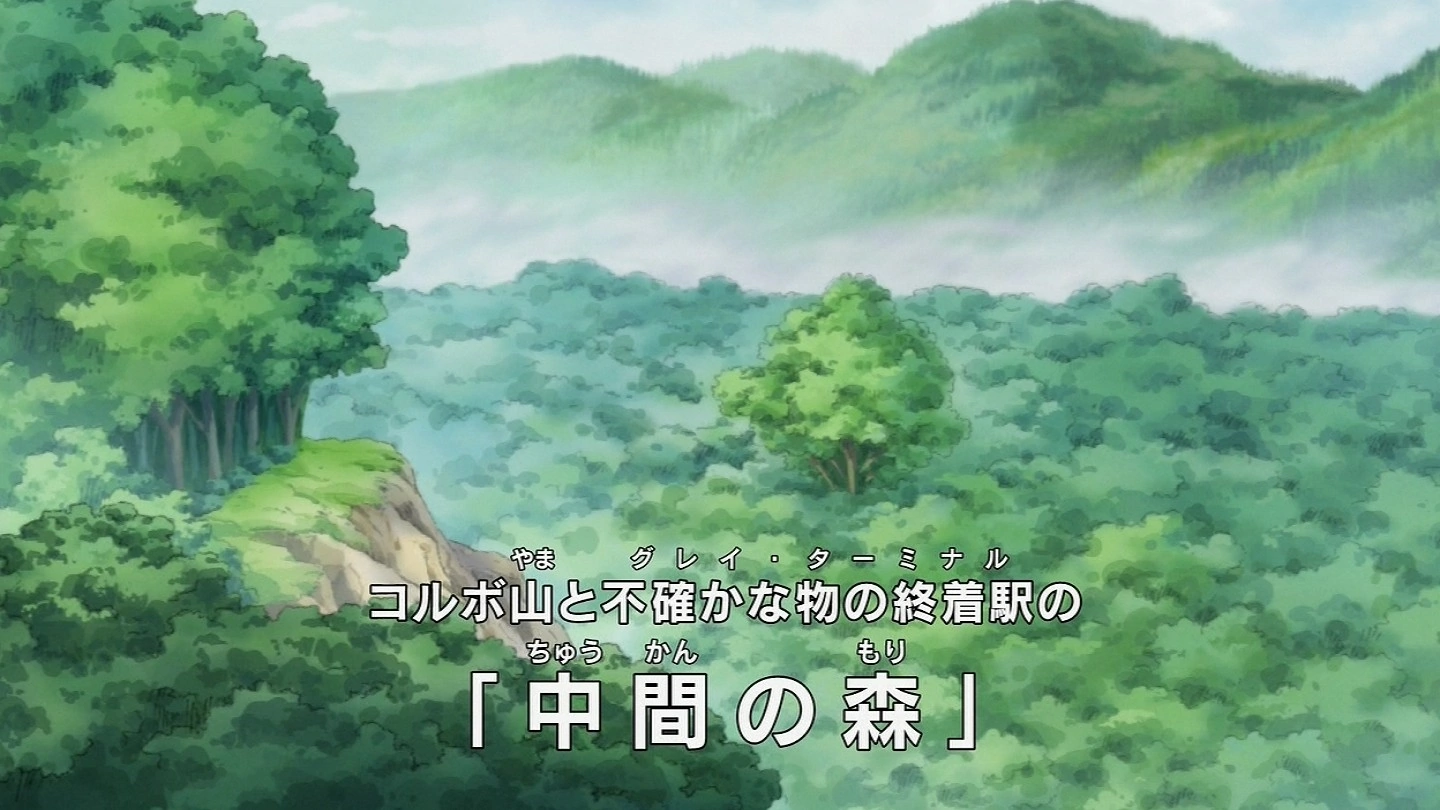 やま グレイ・ターミナル
コルボ山と不確かな物の終着駅の
ちゅう かん もり
「中間の森」